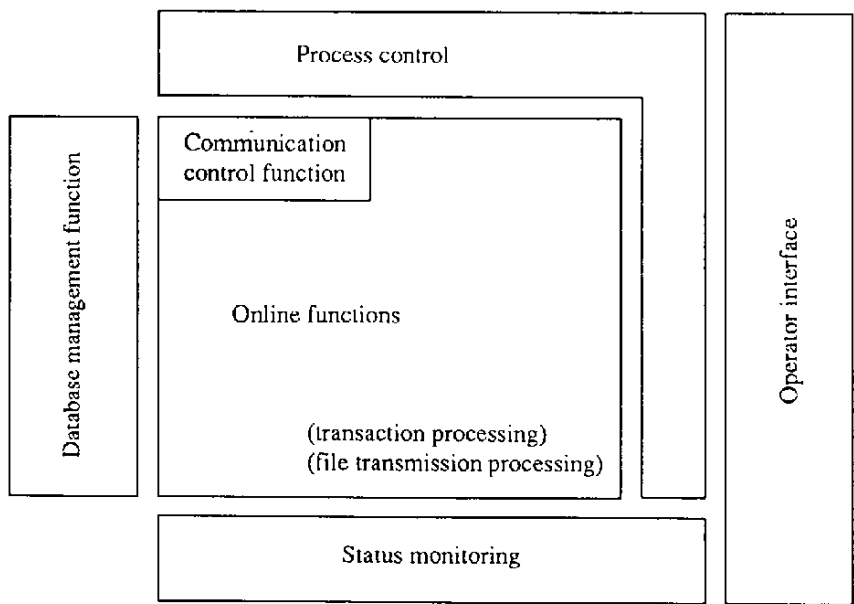 Process control
Communication
control function
Database management function
Online functions
(transaction processing)
(file transmission processing)
Operator interface
Status monitoring